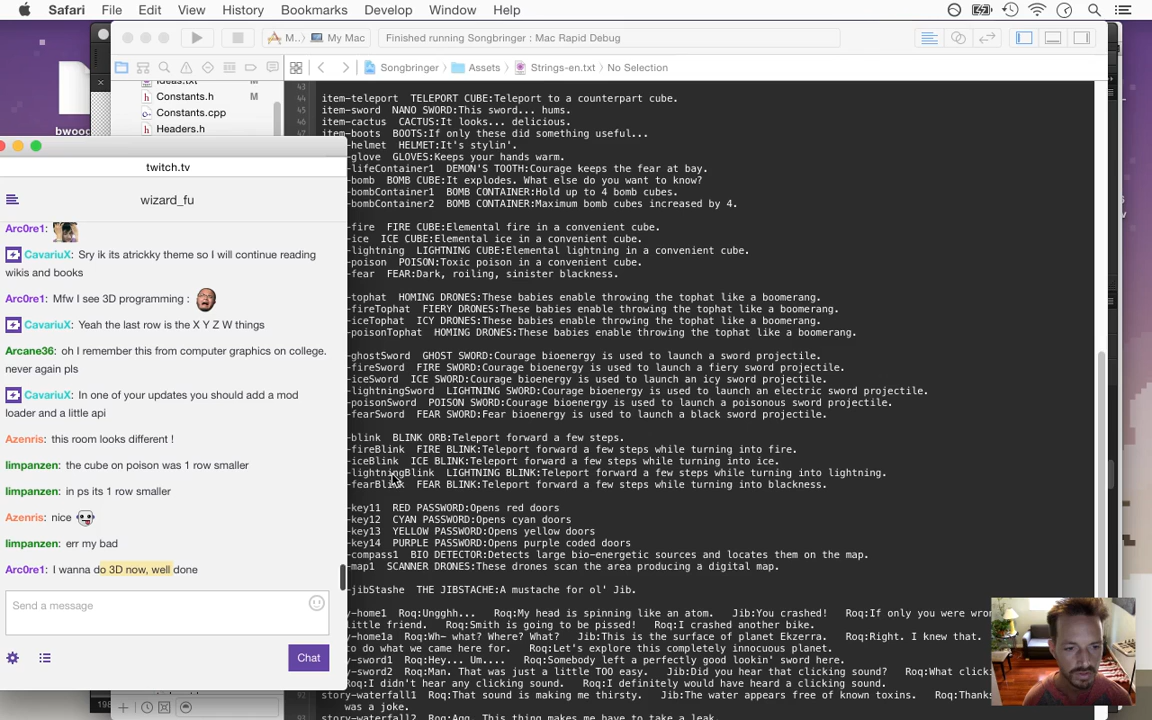 Safari File Edit View History Bookmarks Develop Window Help
M... My Mac Finished running Songbringer : Mac Rapid Debug
Songbringer Assets Strings-en.txt No Selection
Ideas.txt M
Constants.h M
Constants.cpp
Headers.h
bwoo
twitch.tv
wizard_fu
Arc0re1:
CavariuX: Sry ik its atrickky theme so I will continue reading
wikis and books
Arc0re1: Mfw I see 3D programming :
CavariuX: Yeah the last row is the X Y Z W things
Arcane36: oh I remember this from computer graphics on college.
never again pls
CavariuX: In one of your updates you should add a mod
loader and a little api
Azenris: this room looks different !
limpanzen: the cube on poison was 1 row smaller
limpanzen: in ps its 1 row smaller
Azenris: nice
limpanzen: err my bad
Arc0re1: I wanna do 3D now, well done
Send a message
Chat
43
44 item-teleport TELEPORT CUBE:Teleport to a counterpart cube.
45 item-sword NANO SWORD:This sword... hums.
46 item-cactus CACTUS:It looks... delicious.
47 item-boots BOOTS:If only these did something useful...
-helmet HELMET:It's stylin'.
-glove GLOVES:Keeps your hands warm.
-lifeContainer1 DEMON'S TOOTH:Courage keeps the fear at bay.
-bomb BOMB CUBE:It explodes. What else do you want to know?
-bombContainer1 BOMB CONTAINER:Hold up to 4 bomb cubes.
-bombContainer2 BOMB CONTAINER:Maximum bomb cubes increased by 4.
-fire FIRE CUBE:Elemental fire in a convenient cube.
-ice ICE CUBE:Elemental ice in a convenient cube.
-lightning LIGHTNING CUBE:Elemental lightning in a convenient cube.
-poison POISON:Toxic poison in a convenient cube.
-fear FEAR:Dark, roiling, sinister blackness.
-tophat HOMING DRONES:These babies enable throwing the tophat like a boomerang.
-fireTophat FIERY DRONES:These babies enable throwing the tophat like a boomerang.
-iceTophat ICY DRONES:These babies enable throwing the tophat like a boomerang.
-poisonTophat HOMING DRONES:These babies enable throwing the tophat like a boomerang.
-ghostSword GHOST SWORD:Courage bioenergy is used to launch a sword projectile.
-fireSword FIRE SWORD:Courage bioenergy is used to launch a fiery sword projectile.
-iceSword ICE SWORD:Courage bioenergy is used to launch an icy sword projectile.
-lightningSword LIGHTNING SWORD:Courage bioenergy is used to launch an electric sword projectile.
-poisonSword POISON SWORD:Courage bioenergy is used to launch a poisonous sword projectile.
-fearSword FEAR SWORD:Fear bioenergy is used to launch a black sword projectile.
-blink BLINK ORB:Teleport forward a few steps.
-fireBlink FIRE BLINK:Teleport forward a few steps while turning into fire.
-iceBlink ICE BLINK:Teleport forward a few steps while turning into ice.
-lightningBlink LIGHTNING BLINK:Teleport forward a few steps while turning into lightning.
-fearBlink FEAR BLINK:Teleport forward a few steps while turning into blackness.
-key11 RED PASSWORD:Opens red doors
-key12 CYAN PASSWORD:Opens cyan doors
-key13 YELLOW PASSWORD:Opens yellow doors
-key14 PURPLE PASSWORD:Opens purple coded doors
-compass1 BIO DETECTOR:Detects large bio-energetic sources and locates them on the map.
-map1 SCANNER DRONES:These drones scan the area producing a digital map.
-jibStashe THE JIBSTACHE:A mustache for ol' Jib.
y-home1 Roq:Ungghh... Roq:My head is spinning like an atom. Jib:You crashed! Roq:If only you were wron
little friend. Roq:Smith is going to be pissed! Roq:I crashed another bike.
y-home1a Roq:Wh- what? Where? What? Jib:This is the surface of planet Ekzerra. Roq:Right. I knew that.
to do what we came here for. Roq:Let's explore this completely innocuous planet.
y-sword1 Roq:Hey... Um.... Roq:Somebody left a perfectly good lookin' sword here.
y-sword2 Roq:Man. That was just a little TOO easy. Jib:Did you hear that clicking sound? Roq:What click
Roq:I didn't hear any clicking sound. Roq:I definitely would have heard a clicking sound.
story-waterfall1 Roq:That sound is making me thirsty. Jib:The water appears free of known toxins. Roq:Thanks
was a joke.
story-waterfall2 Roq:Agg. This thing makes me have to take a leak.